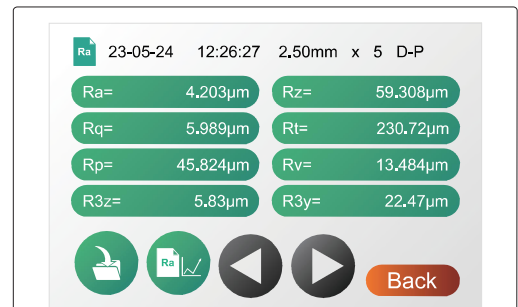 Ra 23-05-24 12:26:27 2.50mm x 5 D-P
Ra= 4.203µm Rz= 59.308µm
Rq= 5.989µm Rt= 230.72µm
Rp= 45.824µm Rv= 13.484µm
R3z= 5.83µm R3y= 22.47µm
Ra Back